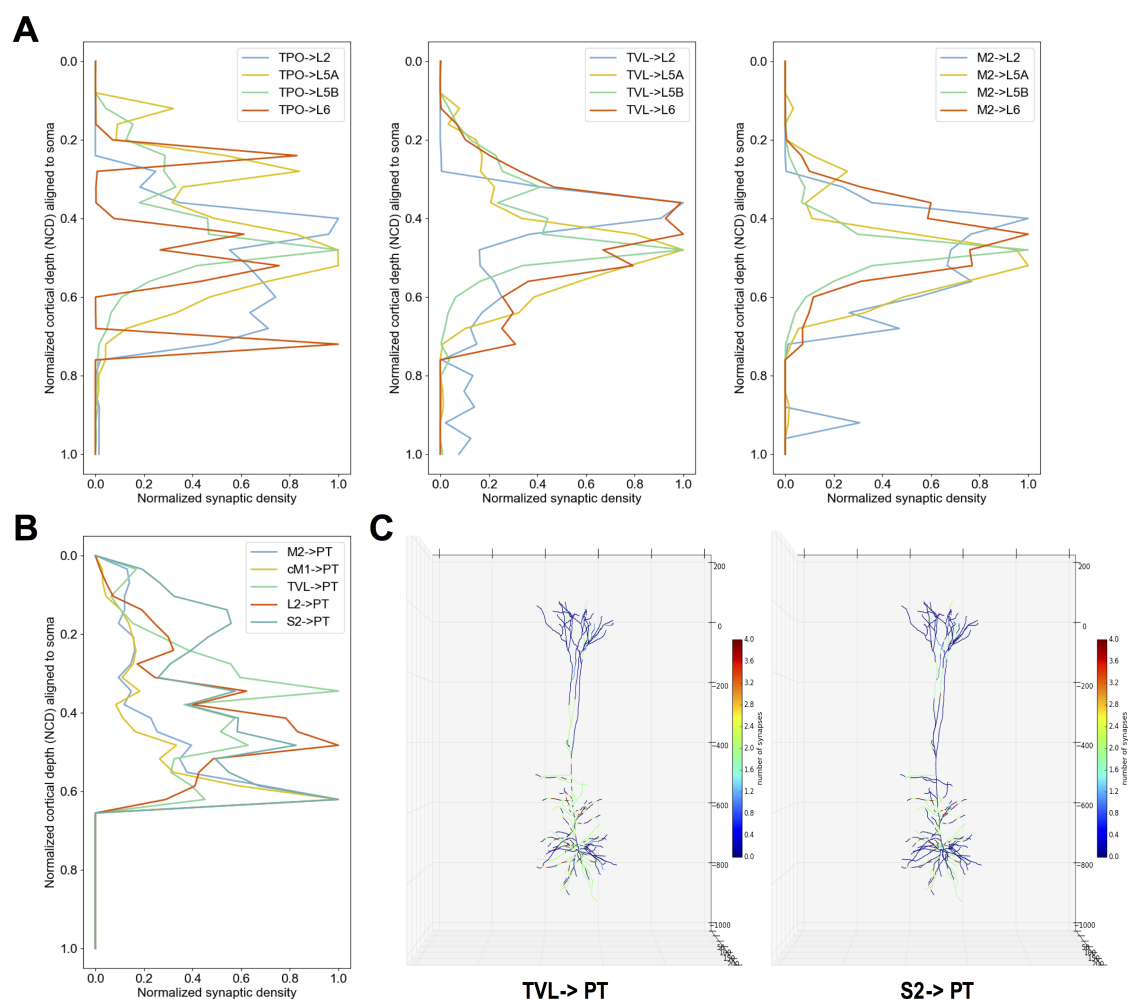 A
TPO->L2
TPO->L5A
TPO->L5B
TPO->L6
0.0
0.2
0.4
0.6
0.8
1.0
Normalized cortical depth (NCD) aligned to soma
0.0 0.2 0.4 0.6 0.8 1.0
Normalized synaptic density
TVL->L2
TVL->L5A
TVL->L5B
TVL->L6
0.0
0.2
0.4
0.6
0.8
1.0
Normalized cortical depth (NCD) aligned to soma
0.0 0.2 0.4 0.6 0.8 1.0
Normalized synaptic density
M2->L2
M2->L5A
M2->L5B
M2->L6
0.0
0.2
0.4
0.6
0.8
1.0
Normalized cortical depth (NCD) aligned to soma
0.0 0.2 0.4 0.6 0.8 1.0
Normalized synaptic density
B
M2->PT
cM1->PT
TVL->PT
L2->PT
S2->PT
0.0
0.2
0.4
0.6
0.8
1.0
Normalized cortical depth (NCD) aligned to soma
0.0 0.2 0.4 0.6 0.8 1.0
Normalized synaptic density
C
200
0
−200
−400
−600
−800
−1000
4.0
3.6
3.2
2.8
2.4
2.0
1.6
1.2
0.8
0.4
0.0
number of synapses
TVL-> PT
200
0
−200
−400
−600
−800
−1000
4.0
3.6
3.2
2.8
2.4
2.0
1.6
1.2
0.8
0.4
0.0
number of synapses
S2-> PT